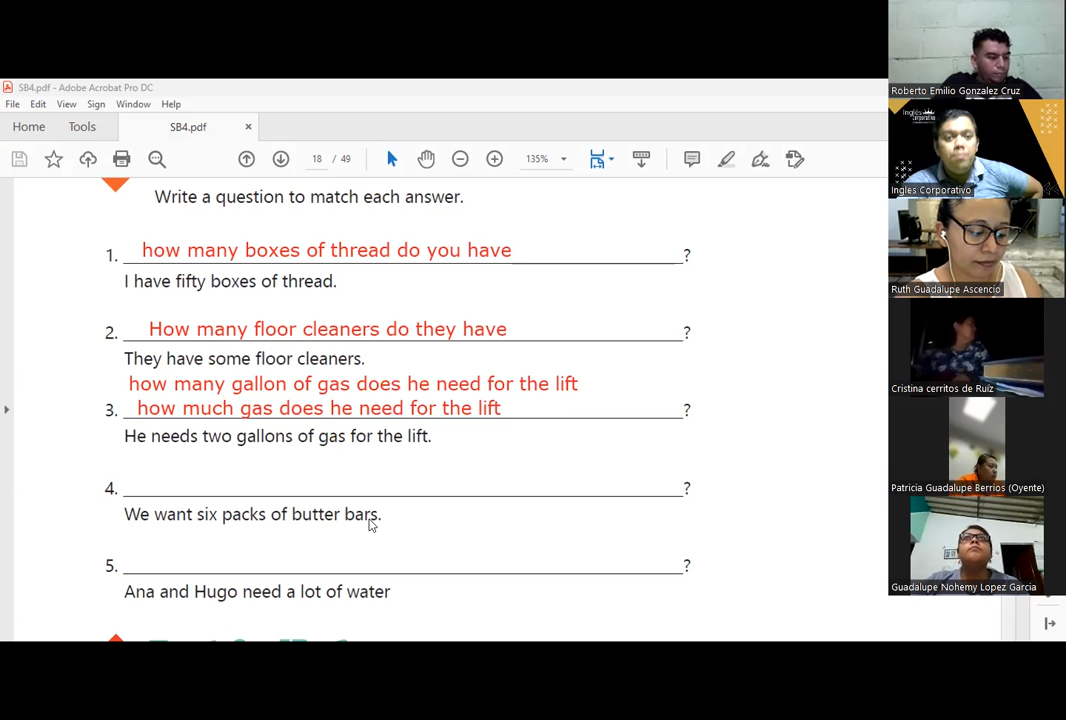 Roberto Emilio Gonzalez Cruz
SB4.pdf - Adobe Acrobat Pro DC
File Edit View Sign Window Help
Home Tools SB4.pdf ×
18 / 49 135%
Write a question to match each answer.
1. how many boxes of thread do you have ?
I have fifty boxes of thread.
2. How many floor cleaners do they have ?
They have some floor cleaners.
how many gallon of gas does he need for the lift
3. how much gas does he need for the lift ?
He needs two gallons of gas for the lift.
4. ?
We want six packs of butter bars.
5. ?
Ana and Hugo need a lot of water
Inglés Corporativo
Ingles Corporativo
Ruth Guadalupe Ascencio
Cristina cerritos de Ruíz
Patricia Guadalupe Berrios (Oyente)
Guadalupe Nohemy Lopez Garcia